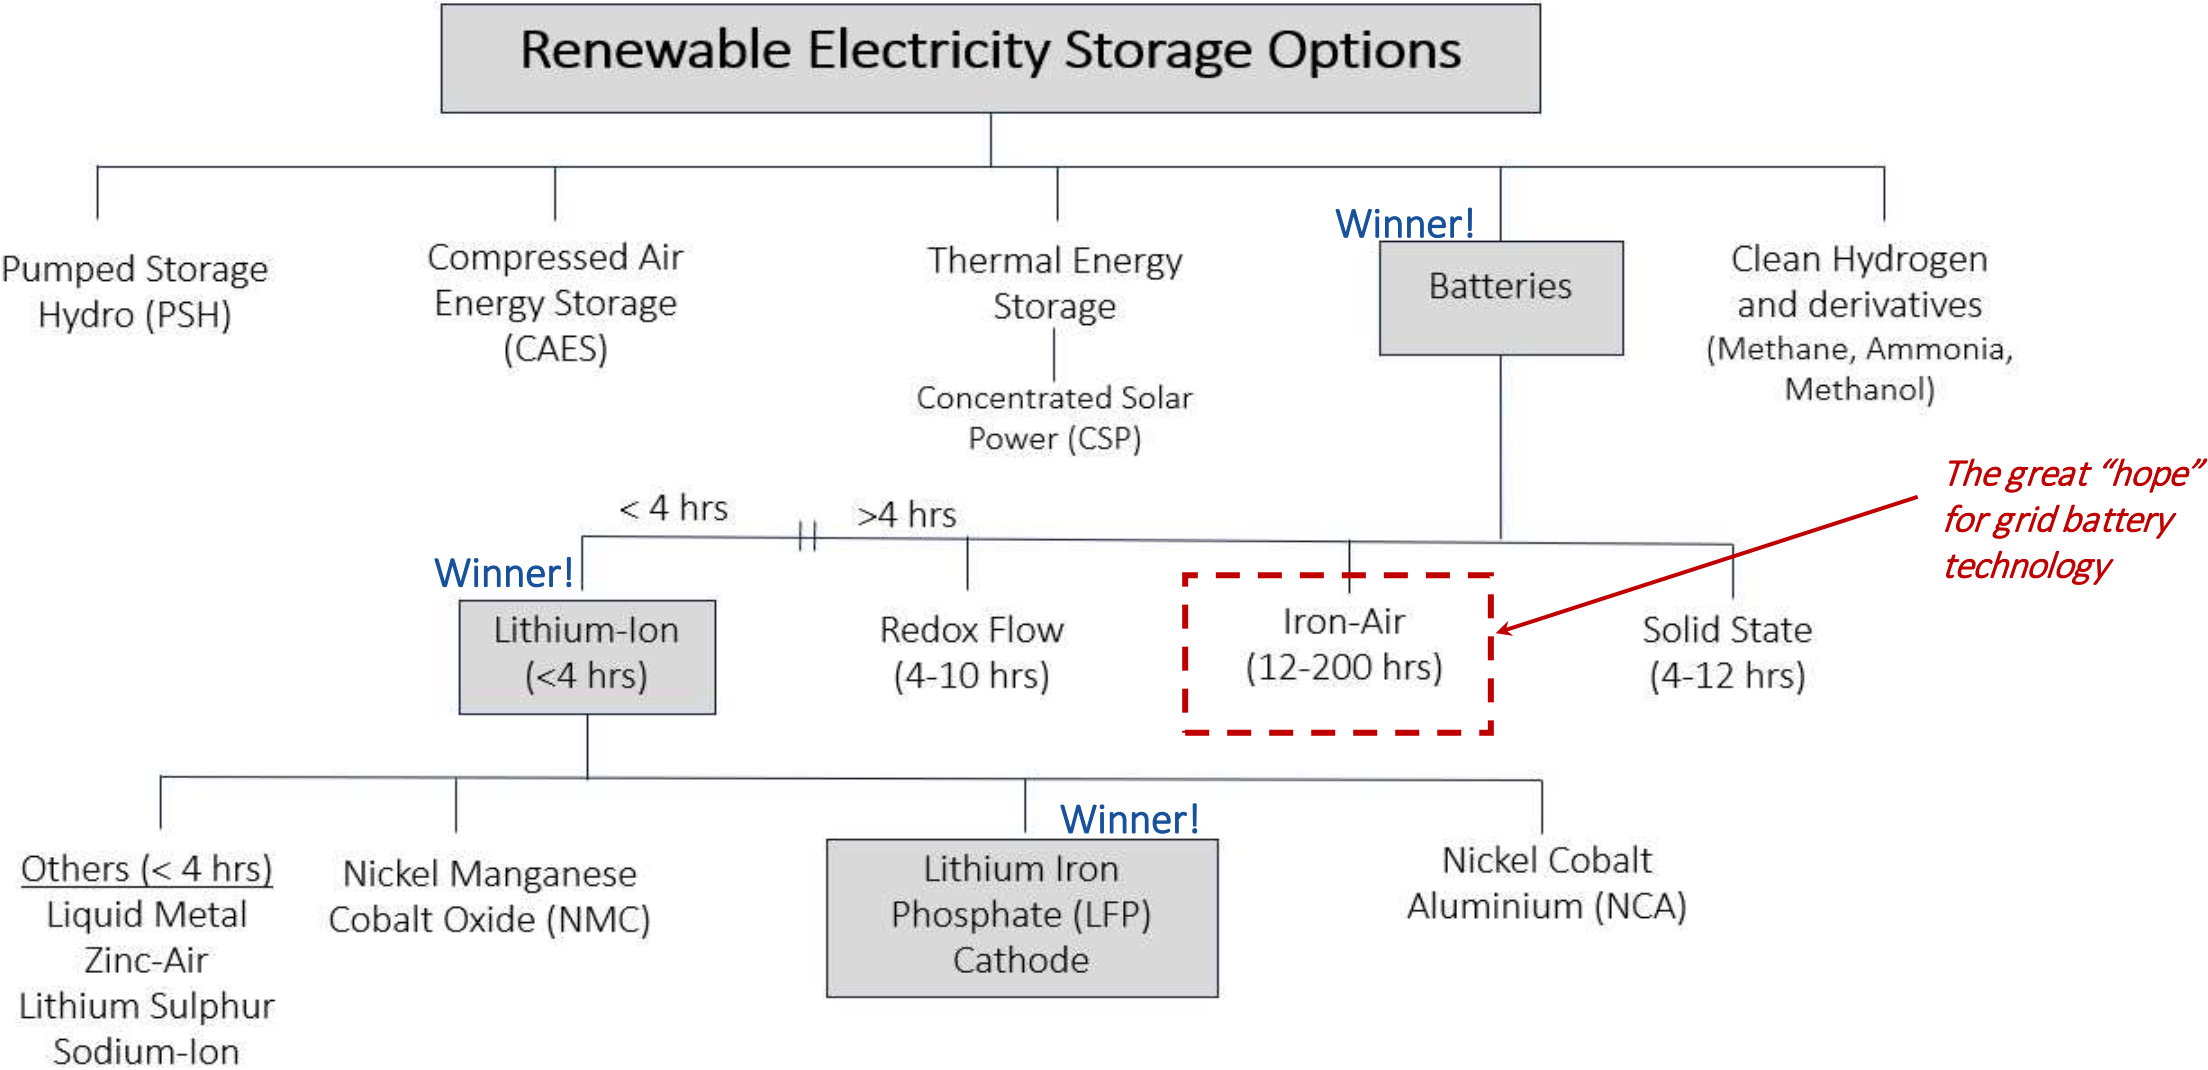 Renewable Electricity Storage Options
Pumped Storage
Hydro (PSH)
Compressed Air
Energy Storage
(CAES)
Thermal Energy
Storage
Concentrated Solar
Power (CSP)
Winner!
Batteries
Clean Hydrogen
and derivatives
(Methane, Ammonia,
Methanol)
The great “hope”
for grid battery
technology
< 4 hrs
>4 hrs
Winner!
Lithium-Ion
(<4 hrs)
Redox Flow
(4-10 hrs)
Iron-Air
(12-200 hrs)
Solid State
(4-12 hrs)
Others (< 4 hrs)
Liquid Metal
Zinc-Air
Lithium Sulphur
Sodium-Ion
Nickel Manganese
Cobalt Oxide (NMC)
Winner!
Lithium Iron
Phosphate (LFP)
Cathode
Nickel Cobalt
Aluminium (NCA)